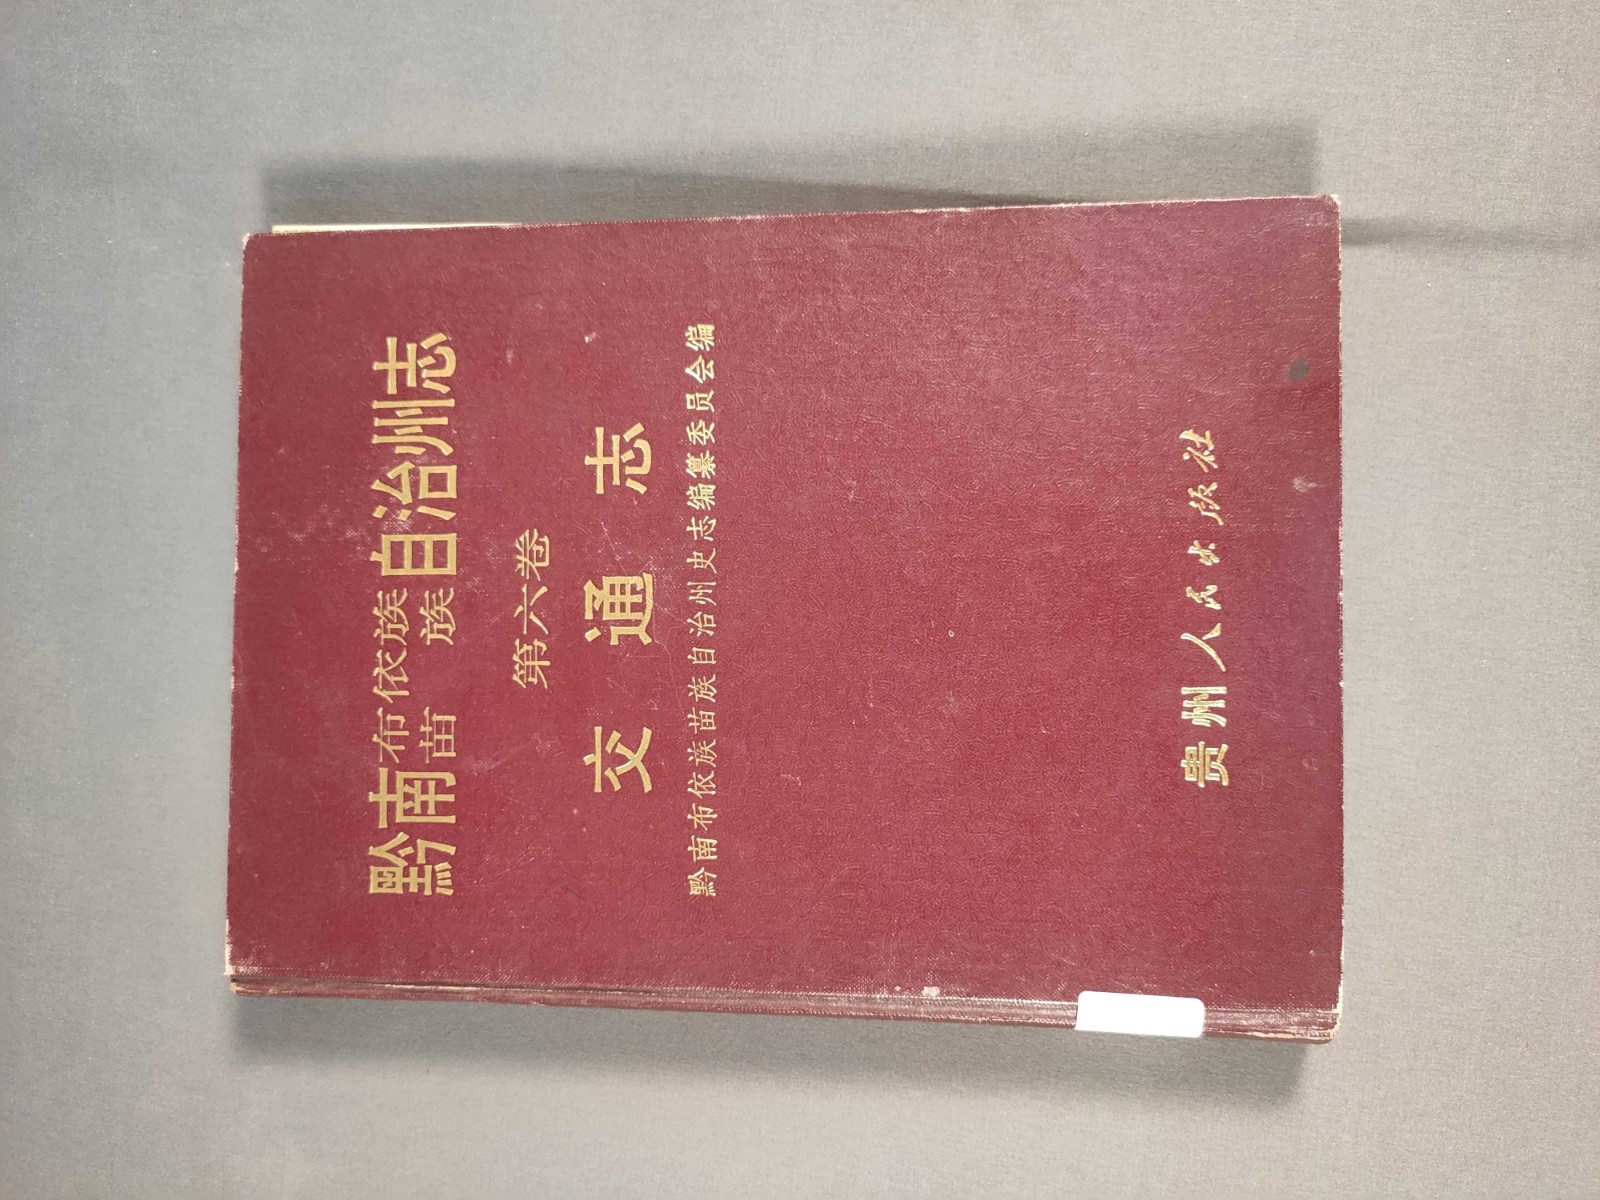 黔南布依族苗族自治州志
第六卷
交通志
黔南布依族苗族自治州史志编纂委员会编
贵州人民出版社